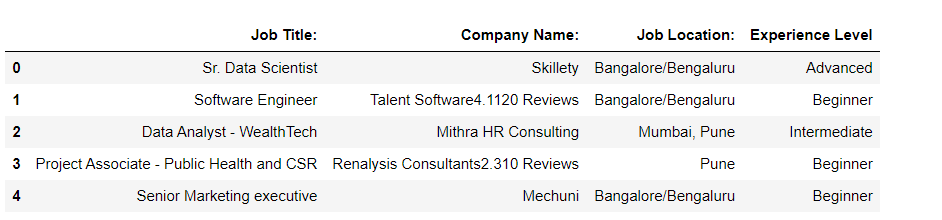 Job Title: Company Name: Job Location: Experience Level
0 Sr. Data Scientist Skillety Bangalore/Bengaluru Advanced
1 Software Engineer Talent Software4.1120 Reviews Bangalore/Bengaluru Beginner
2 Data Analyst - WealthTech Mithra HR Consulting Mumbai, Pune Intermediate
3 Project Associate - Public Health and CSR Renalysis Consultants2.310 Reviews Pune Beginner
4 Senior Marketing executive Mechuni Bangalore/Bengaluru Beginner